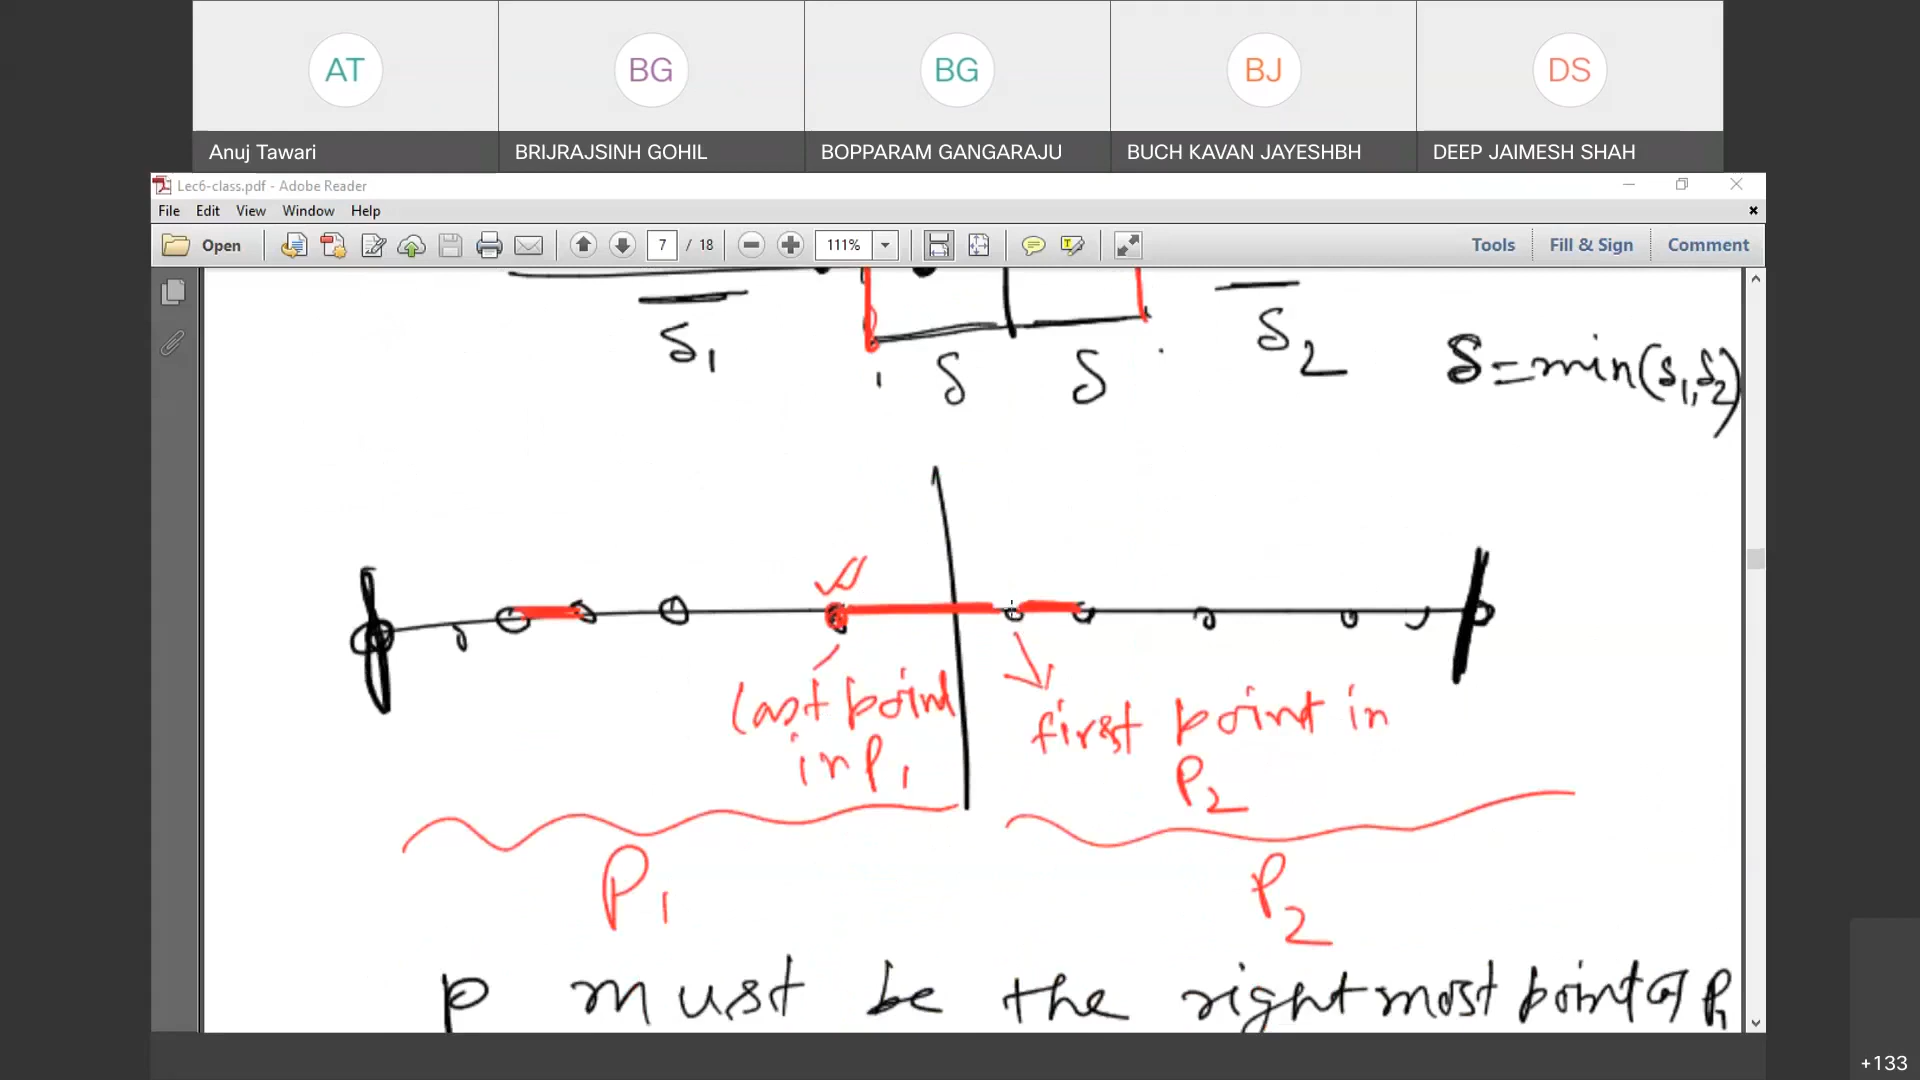 AT BG BG BJ DS
Anuj Tawari BRIJRAJSINH GOHIL BOPPARAM GANGARAJU BUCH KAVAN JAYESHBH DEEP JAIMESH SHAH
Lec6-class.pdf - Adobe Reader
File Edit View Window Help
Open 7 / 18 111% Tools Fill & Sign Comment
δ1 δ δ δ2 δ=min(δ1,δ2)
last point
in P1
first point in
P2
P1 P2
p must be the rightmost point of P1
+133